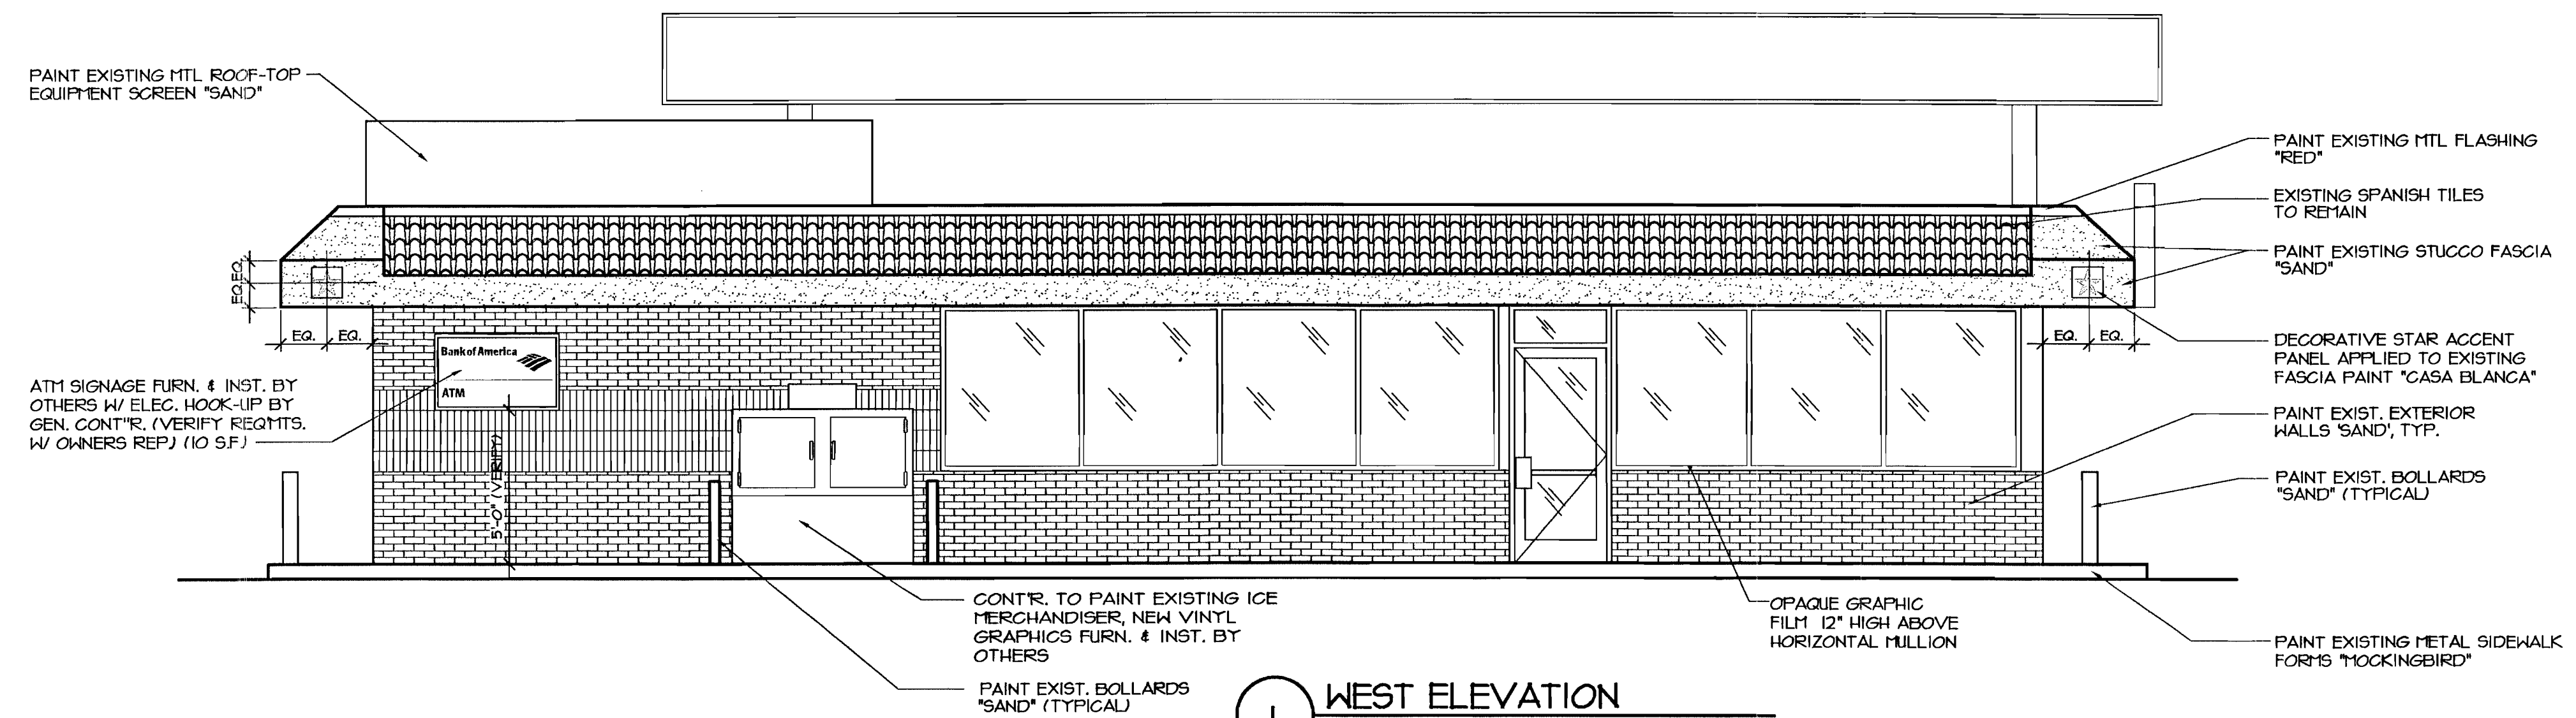 PAINT EXISTING MTL ROOF-TOP
EQUIPMENT SCREEN "SAND"
PAINT EXISTING MTL FLASHING
"RED"
EXISTING SPANISH TILES
TO REMAIN
PAINT EXISTING STUCCO FASCIA
"SAND"
EQ.
EQ.
EQ.
EQ.
EQ.
EQ.
DECORATIVE STAR ACCENT
PANEL APPLIED TO EXISTING
FASCIA PAINT "CASA BLANCA"
Bank of America
ATM
ATM SIGNAGE FURN. & INST. BY
OTHERS W/ ELEC. HOOK-UP BY
GEN. CONT"R. (VERIFY REQ'MTS.
W/ OWNERS REP.) (10 S.F.)
5'-0" (VERIFY)
PAINT EXIST. EXTERIOR
WALLS 'SAND', TYP.
PAINT EXIST. BOLLARDS
"SAND" (TYPICAL)
CONT'R. TO PAINT EXISTING ICE
MERCHANDISER, NEW VINYL
GRAPHICS FURN. & INST. BY
OTHERS
OPAQUE GRAPHIC
FILM 12" HIGH ABOVE
HORIZONTAL MULLION
PAINT EXISTING METAL SIDEWALK
FORMS "MOCKINGBIRD"
PAINT EXIST. BOLLARDS
"SAND" (TYPICAL)
WEST ELEVATION